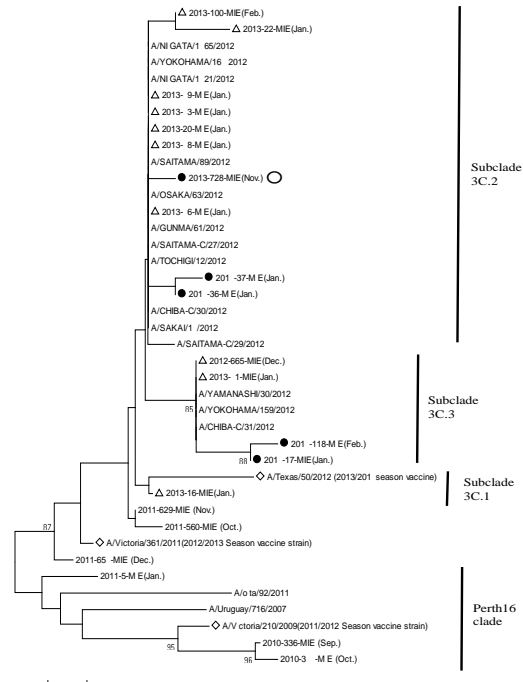 2013-100-MIE(Feb.)
2013-22-MIE(Jan.)
A/NI GATA/1 65/2012
A/YOKOHAMA/16 2012
A/NI GATA/1 21/2012
2013- 9-M E(Jan.)
2013- 3-M E(Jan.)
2013-20-M E(Jan.)
2013- 8-M E(Jan.)
A/SAITAMA/89/2012
2013-728-MIE(Nov.)
A/OSAKA/63/2012
2013- 6-M E(Jan.)
A/GUNMA/61/2012
A/SAITAMA-C/27/2012
A/TOCHIGI/12/2012
201 -37-M E(Jan.)
201 -36-M E(Jan.)
A/CHIBA-C/30/2012
A/SAKAI/1 /2012
A/SAITAMA-C/29/2012
Subclade
3C.2
2012-665-MIE(Dec.)
2013- 1-M E(Jan.)
A/YAMANASHI/30/2012
85
A/YOKOHAMA/159/2012
A/CHIBA-C/31/2012
201 -118-M E(Feb.)
88
201 -17-MIE(Jan.)
Subclade
3C.3
A/Texas/50/2012 (2013/201 season vaccine)
2013-16-MIE(Jan.)
Subclade
3C.1
2011-629-MIE (Nov.)
2011-560-MIE (Oct.)
87
A/Victoria/361/2011(2012/2013 Season vaccine strain)
2011-65 -MIE (Dec.)
2011-5-M E(Jan.)
A/o ta/92/2011
A/Uruguay/716/2007
A/V ctoria/210/2009(2011/2012 Season vaccine strain)
95
2010-336-MIE (Sep.)
96
2010-3 -M E (Oct.)
Perth16
clade